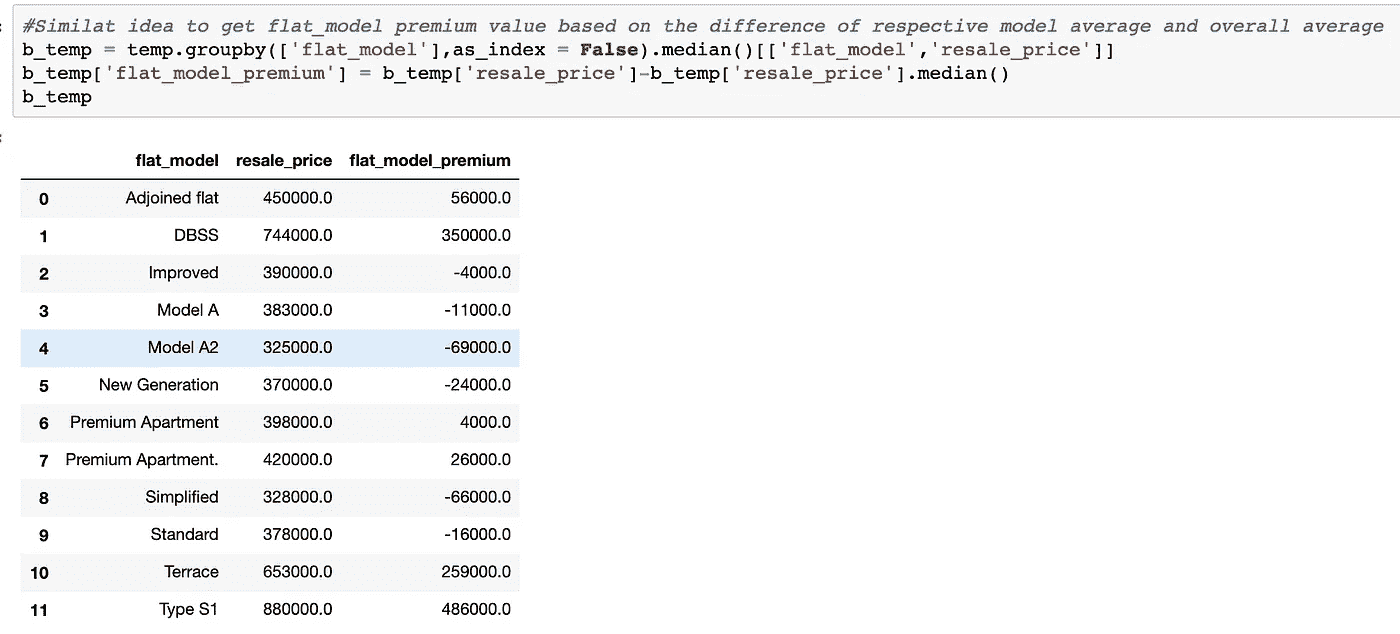 #Similat idea to get flat_model premium value based on the difference of respective model average and overall average
b_temp = temp.groupby(['flat_model'],as_index = False).median()[['flat_model','resale_price']]
b_temp['flat_model_premium'] = b_temp['resale_price']-b_temp['resale_price'].median()
b_temp
flat_model resale_price flat_model_premium
0 Adjoined flat 450000.0 56000.0
1 DBSS 744000.0 350000.0
2 Improved 390000.0 -4000.0
3 Model A 383000.0 -11000.0
4 Model A2 325000.0 -69000.0
5 New Generation 370000.0 -24000.0
6 Premium Apartment 398000.0 4000.0
7 Premium Apartment. 420000.0 26000.0
8 Simplified 328000.0 -66000.0
9 Standard 378000.0 -16000.0
10 Terrace 653000.0 259000.0
11 Type S1 880000.0 486000.0